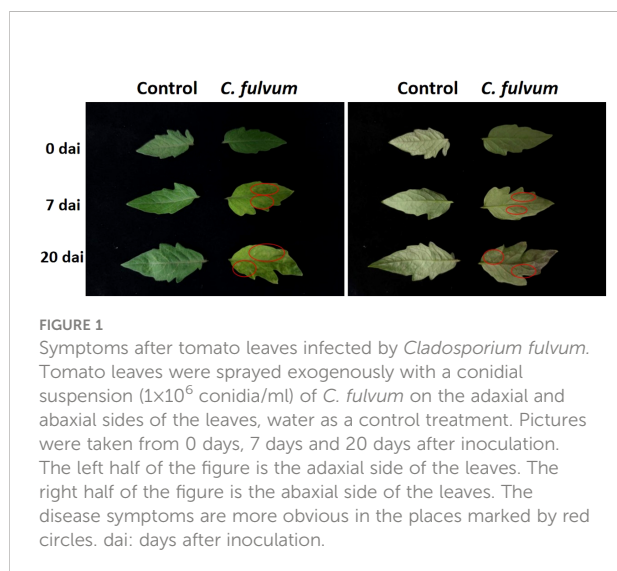 Control C. fulvum Control C. fulvum
0 dai
7 dai
20 dai
FIGURE 1
Symptoms after tomato leaves infected by Cladosporium fulvum.
Tomato leaves were sprayed exogenously with a conidial
suspension (1×10⁶ conidia/ml) of C. fulvum on the adaxial and
abaxial sides of the leaves, water as a control treatment. Pictures
were taken from 0 days, 7 days and 20 days after inoculation.
The left half of the figure is the adaxial side of the leaves. The
right half of the figure is the abaxial side of the leaves. The
disease symptoms are more obvious in the places marked by red
circles. dai: days after inoculation.